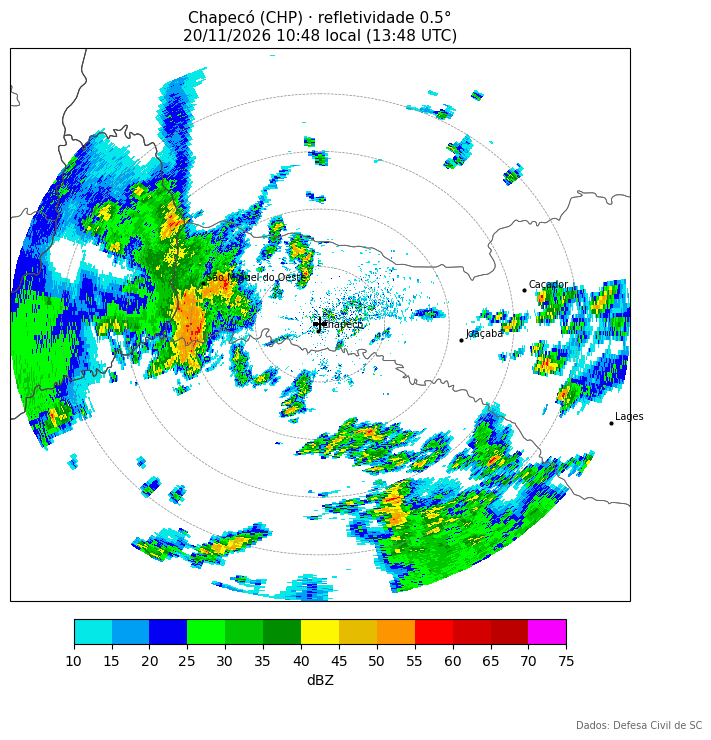 Chapecó (CHP) · refletividade 0.5°
20/11/2026 10:48 local (13:48 UTC)
São Miguel do Oeste
Caçador
Chapecó
Joaçaba
Lages
10 15 20 25 30 35 40 45 50 55 60 65 70 75
dBZ
Dados: Defesa Civil de SC